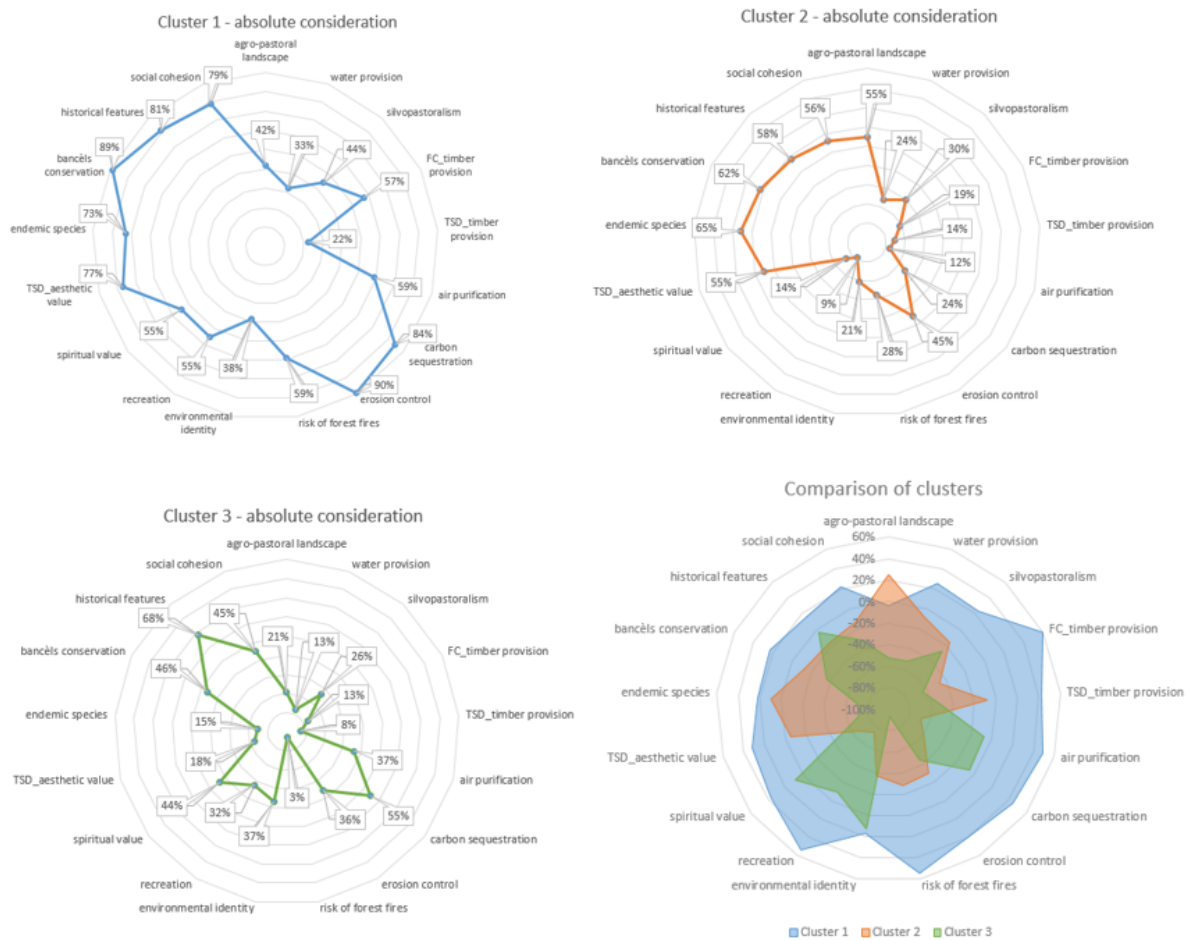 Cluster 1 - absolute consideration
agro-pastoral
landscape
water provision
silvopastoralism
FC_timber
provision
TSD_timber
provision
air purification
carbon
sequestration
erosion control
risk of forest fires
environmental
identity
recreation
spiritual value
TSD_aesthetic
value
endemic species
bancèls
conservation
historical features
social cohesion
42%
33%
44%
57%
22%
59%
84%
90%
59%
38%
55%
55%
77%
73%
89%
81%
79%
Cluster 2 - absolute consideration
agro-pastoral landscape
water provision
silvopastoralism
FC_timber provision
TSD_timber provision
air purification
carbon sequestration
erosion control
risk of forest fires
environmental identity
recreation
spiritual value
TSD_aesthetic value
endemic species
bancèls conservation
historical features
social cohesion
55%
24%
30%
19%
14%
12%
24%
45%
28%
21%
9%
14%
55%
65%
62%
58%
56%
Cluster 3 - absolute consideration
agro-pastoral landscape
water provision
silvopastoralism
FC_timber provision
TSD_timber provision
air purification
carbon sequestration
erosion control
risk of forest fires
environmental identity
recreation
spiritual value
TSD_aesthetic value
endemic species
bancèls conservation
historical features
social cohesion
21%
13%
26%
13%
8%
37%
55%
36%
3%
37%
32%
44%
18%
15%
46%
68%
45%
Comparison of clusters
agro-pastoral landscape
water provision
silvopastoralism
FC_timber provision
TSD_timber provision
air purification
carbon sequestration
erosion control
risk of forest fires
environmental identity
recreation
spiritual value
TSD_aesthetic value
endemic species
bancèls conservation
historical features
social cohesion
60%
40%
20%
0%
-20%
-40%
-60%
-80%
-100%
Cluster 1 Cluster 2 Cluster 3